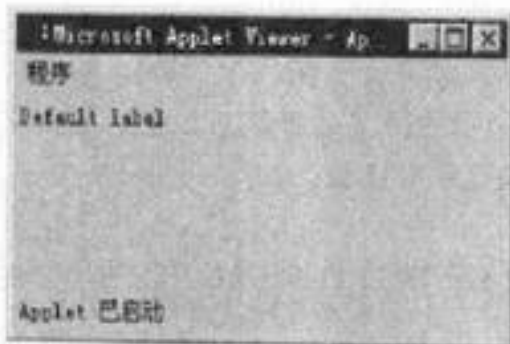 Microsoft Applet Viewer - Ap..
程序
Default label
Applet 已启动